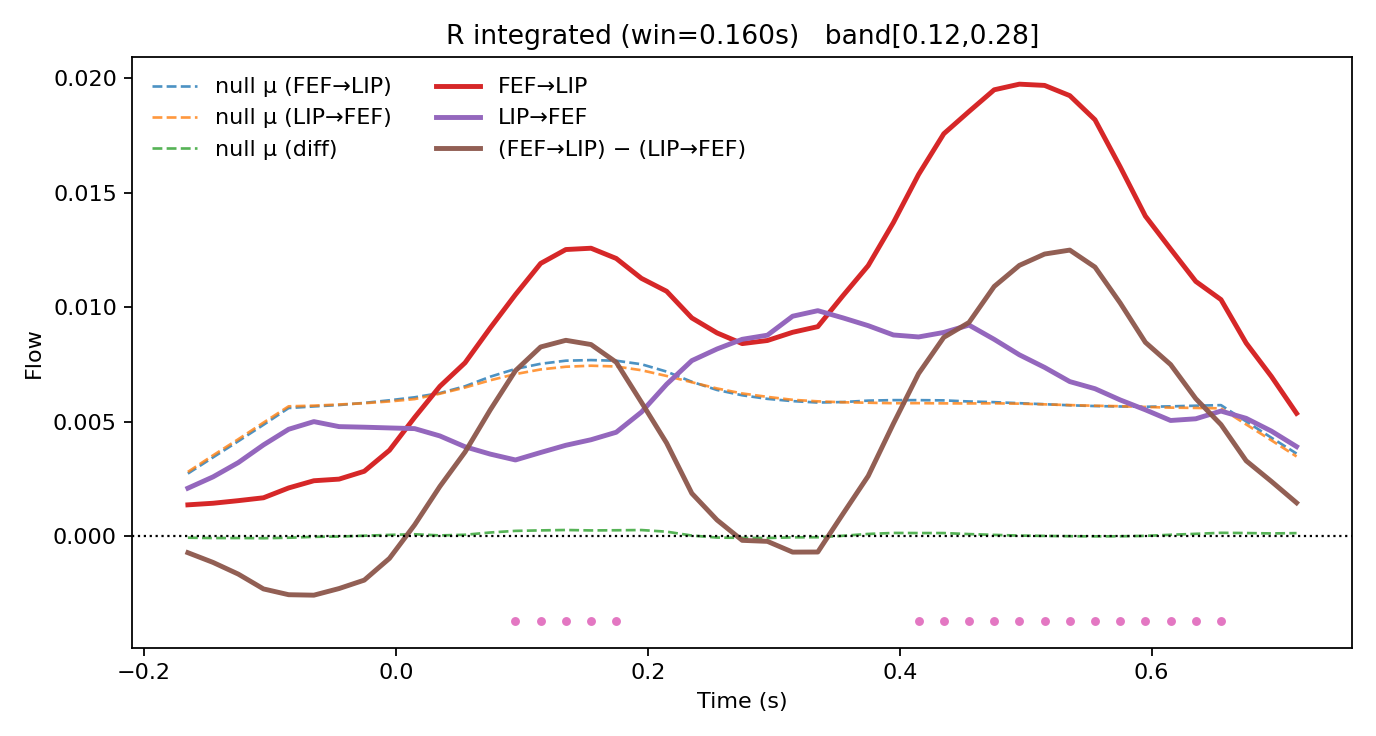 R integrated (win=0.160s)   band[0.12,0.28]
null μ (FEF→LIP)
null μ (LIP→FEF)
null μ (diff)
FEF→LIP
LIP→FEF
(FEF→LIP) − (LIP→FEF)
Flow
0.020
0.015
0.010
0.005
0.000
−0.2
0.0
0.2
0.4
0.6
Time (s)